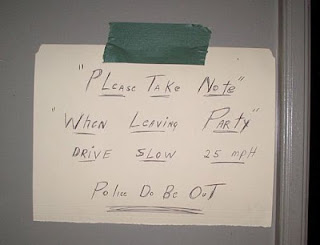 "Please Take Note"
"When Leaving Party"
DRIVE SLOW 25 mpH
Police Do Be OuT